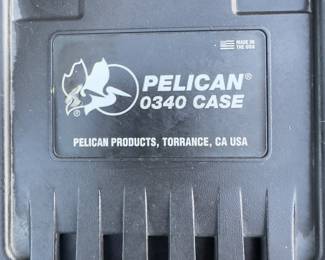 MADE IN
THE USA
PELICAN®
0340 CASE
®
PELICAN PRODUCTS, TORRANCE, CA USA